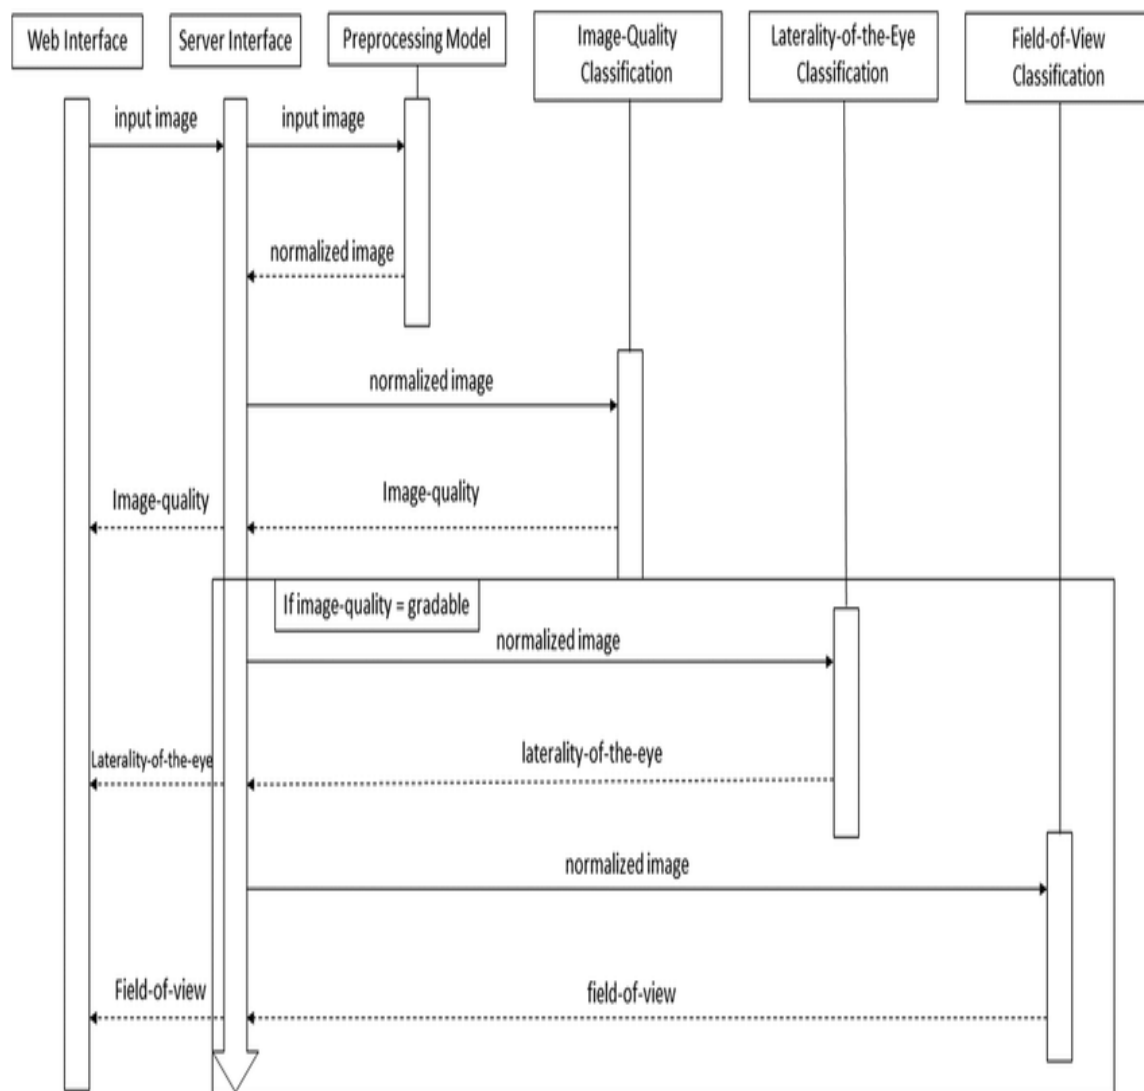 Web Interface
Server Interface
Preprocessing Model
Image-Quality
Classification
Laterality-of-the-Eye
Classification
Field-of-View
Classification
input image
input image
normalized image
normalized image
Image-quality
Image-quality
If image-quality = gradable
normalized image
Laterality-of-the-eye
laterality-of-the-eye
normalized image
Field-of-view
field-of-view